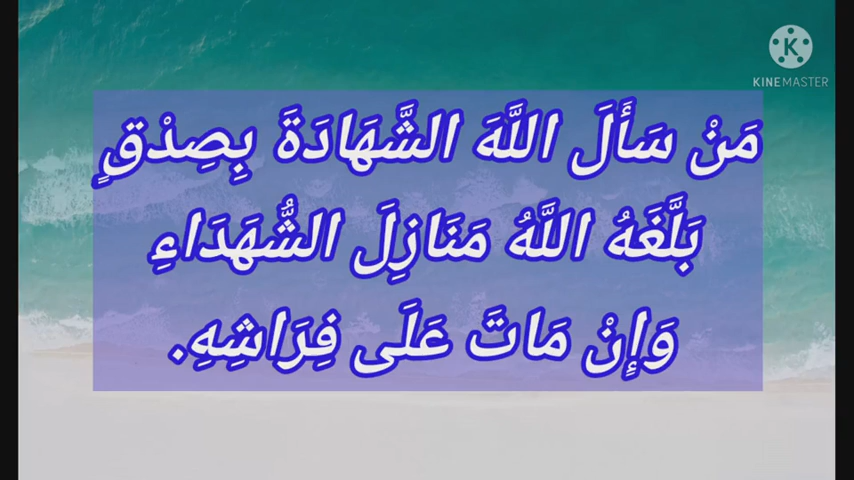 KINEMASTER
مَنْ سَأَلَ اللَّهَ الشَّهَادَةَ بِصِدْقٍ
بَلَّغَهُ اللَّهُ مَنَازِلَ الشُّهَدَاءِ
وَإِنْ مَاتَ عَلَى فِرَاشِهِ.